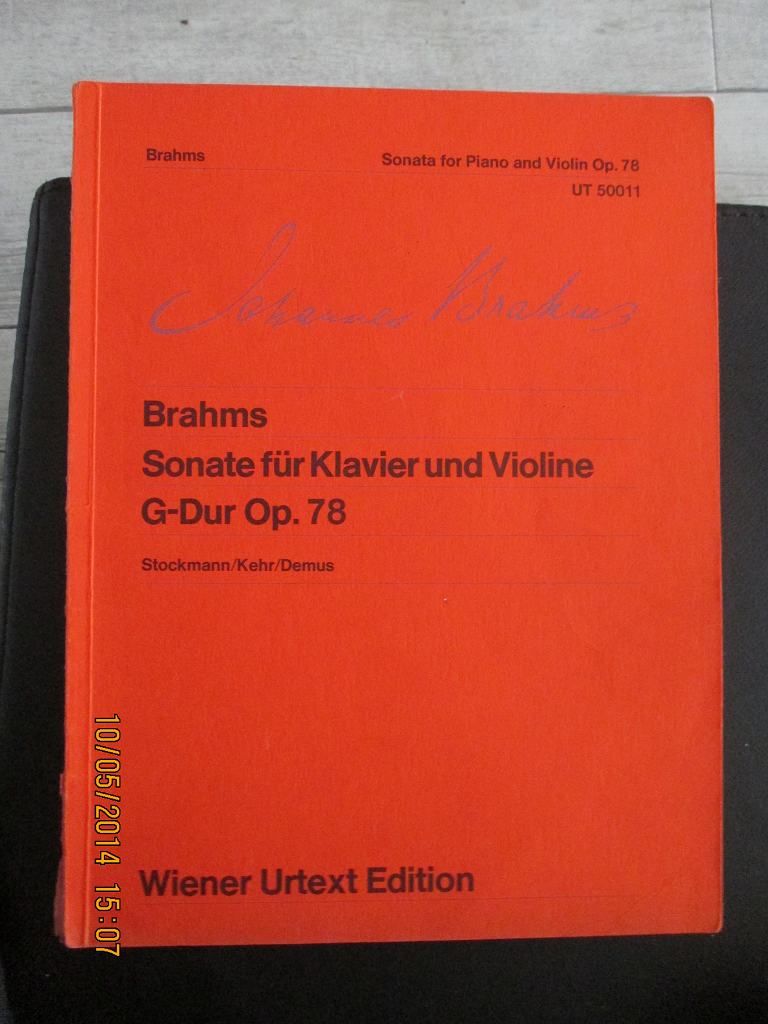 Brahms
Sonata for Piano and Violin Op. 78
UT 50011
Johannes Brahms
Brahms
Sonate für Klavier und Violine
G-Dur Op. 78
Stockmann/Kehr/Demus
Wiener Urtext Edition
10/05/2014 15:07